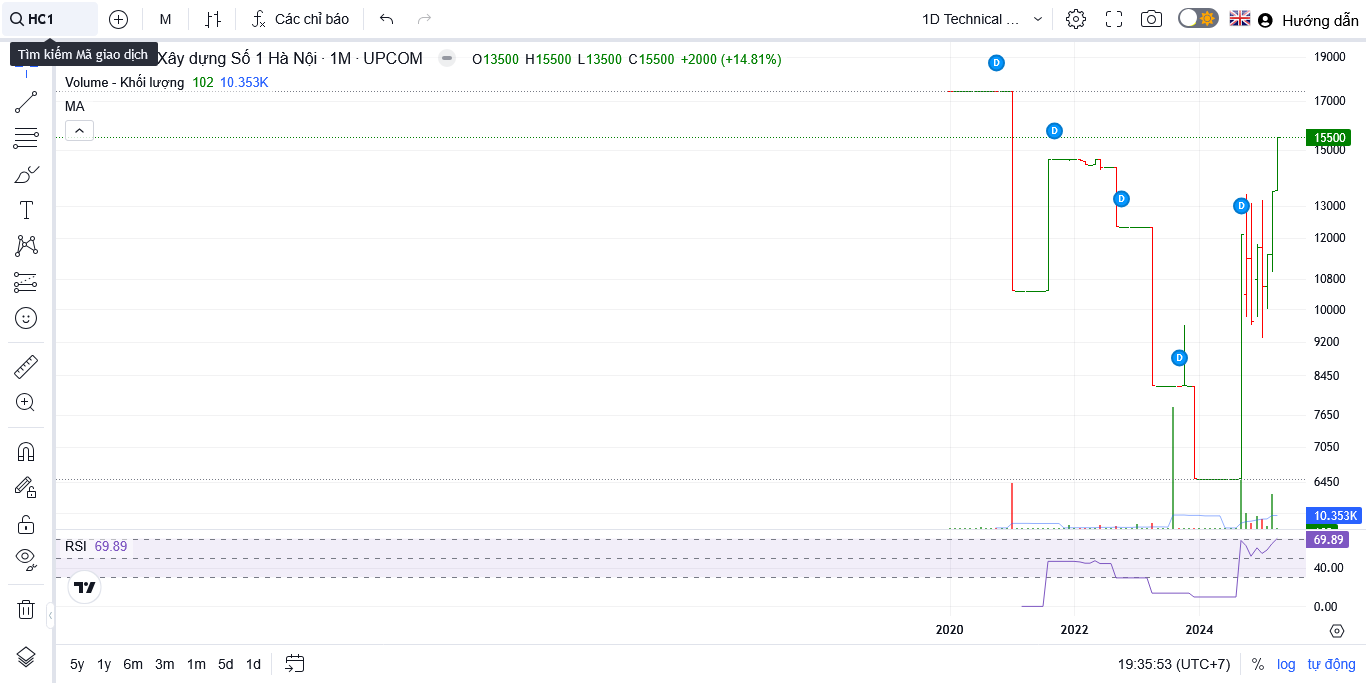 HC1 M Các chỉ báo 1D Technical ... Hướng dẫn
Tìm kiếm Mã giao dịch
Xây dựng Số 1 Hà Nội · 1M · UPCOM O13500 H15500 L13500 C15500 +2000 (+14.81%)
Volume - Khối lượng 102 10.353K
MA
D
D
D
D
D
19000
17000
15500
15000
13000
12000
10800
10000
9200
8450
7650
7050
6450
10.353K
RSI 69.89
69.89
40.00
0.00
2020 2022 2024
5y 1y 6m 3m 1m 5d 1d 19:35:53 (UTC+7) % log tự động